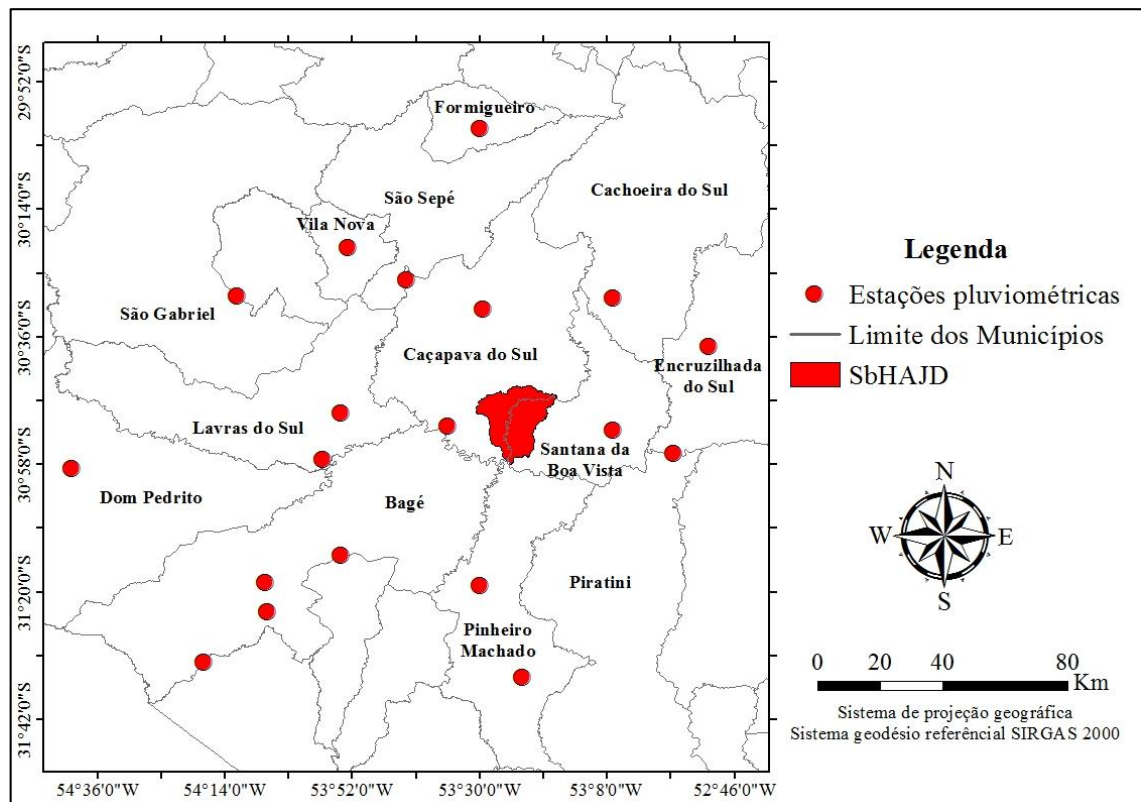 Formigueiro
Cachoeira do Sul
São Sepé
Vila Nova
São Gabriel
Caçapava do Sul
Encruzilhada
do Sul
Lavras do Sul
Santana da
Boa Vista
Dom Pedrito
Bagé
Piratini
Pinheiro
Machado
29°52'0"S
30°14'0"S
30°36'0"S
30°58'0"S
31°20'0"S
31°42'0"S
54°36'0"W
54°14'0"W
53°52'0"W
53°30'0"W
53°8'0"W
52°46'0"W
Legenda
Estações pluviométricas
Limite dos Municípios
SbHAJD
N
W
E
S
0 20 40 80
Km
Sistema de projeção geográfica
Sistema geodésio referêncial SIRGAS 2000